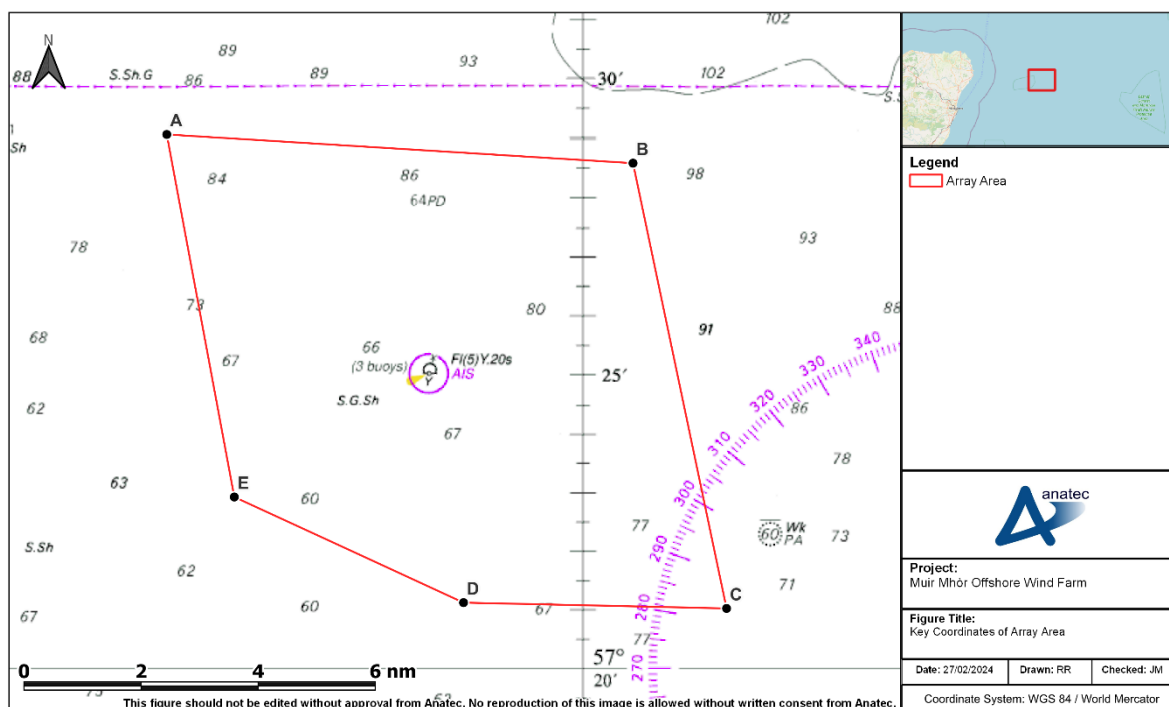 N
102
89
93
102
89
S.Sh.G
88
86
30′
A
B
Sh
84
86
98
64PD
78
93
73
80
88
68
91
67
66
Fl(5)Y.20s
(3 buoys)
AIS
Y
25′
340
330
320
62
S.G.Sh
86
67
310
78
E
63
60
300
77
60
Wk
PA
73
S.Sh
290
62
71
D
C
60
67
280
67
77
57°
270
20′
0 2 4 6 nm
This figure should not be edited without approval from Anatec. No reproduction of this image is allowed without written consent from Anatec.
Legend
Array Area
anatec
Project:
Muir Mhòr Offshore Wind Farm
Figure Title:
Key Coordinates of Array Area
Date: 27/02/2024 Drawn: RR Checked: JM
Coordinate System: WGS 84 / World Mercator